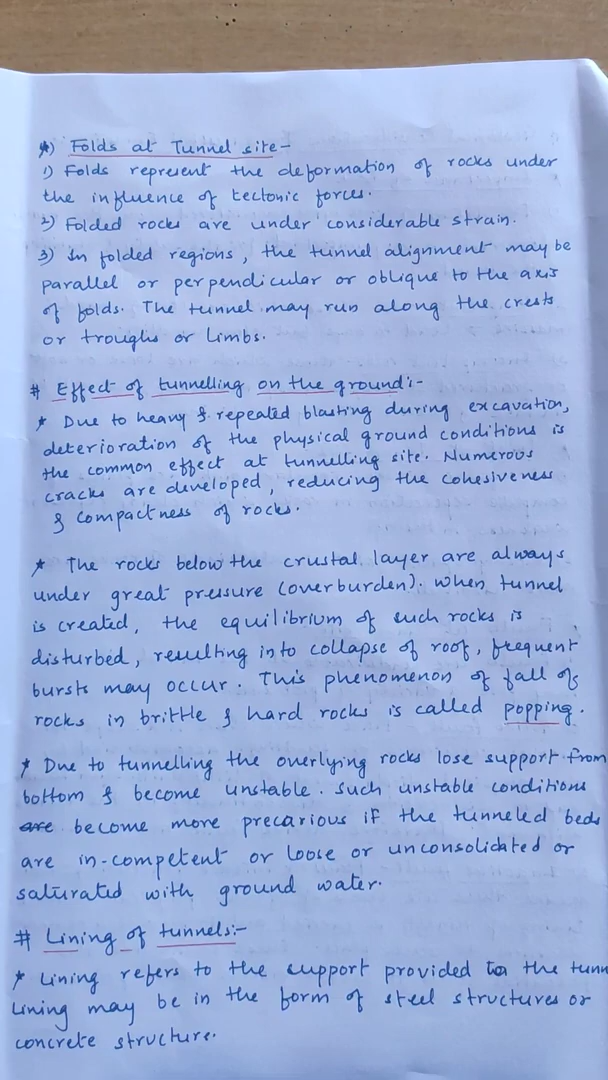 *) Folds at Tunnel site-
1) Folds represent the deformation of rocks under
the influence of tectonic forces.
2) Folded rocks are under considerable strain.
3) In folded regions, the tunnel alignment may be
parallel or perpendicular or oblique to the axis
of folds. The tunnel may run along the crests
or troughs or Limbs.
# Effect of tunnelling on the ground:-
* Due to heavy & repeated blasting during excavation,
deterioration of the physical ground conditions is
the common effect at tunnelling site. Numerous
cracks are developed, reducing the cohesiveness
& compactness of rocks.
* The rocks below the crustal layer are always
under great pressure (overburden). when tunnel
is created, the equilibrium of such rocks is
disturbed, resulting into collapse of roof, frequent
bursts may occur. This phenomenon of fall of
rocks in brittle & hard rocks is called popping.
* Due to tunnelling the overlying rocks lose support from
bottom & become unstable. Such unstable conditions
are become more precarious if the tunneled beds
are in-competent or loose or unconsolidated or
saturated with ground water.
# Lining of tunnels:-
* Lining refers to the support provided to the tunn
Lining may be in the form of steel structures or
concrete structure.